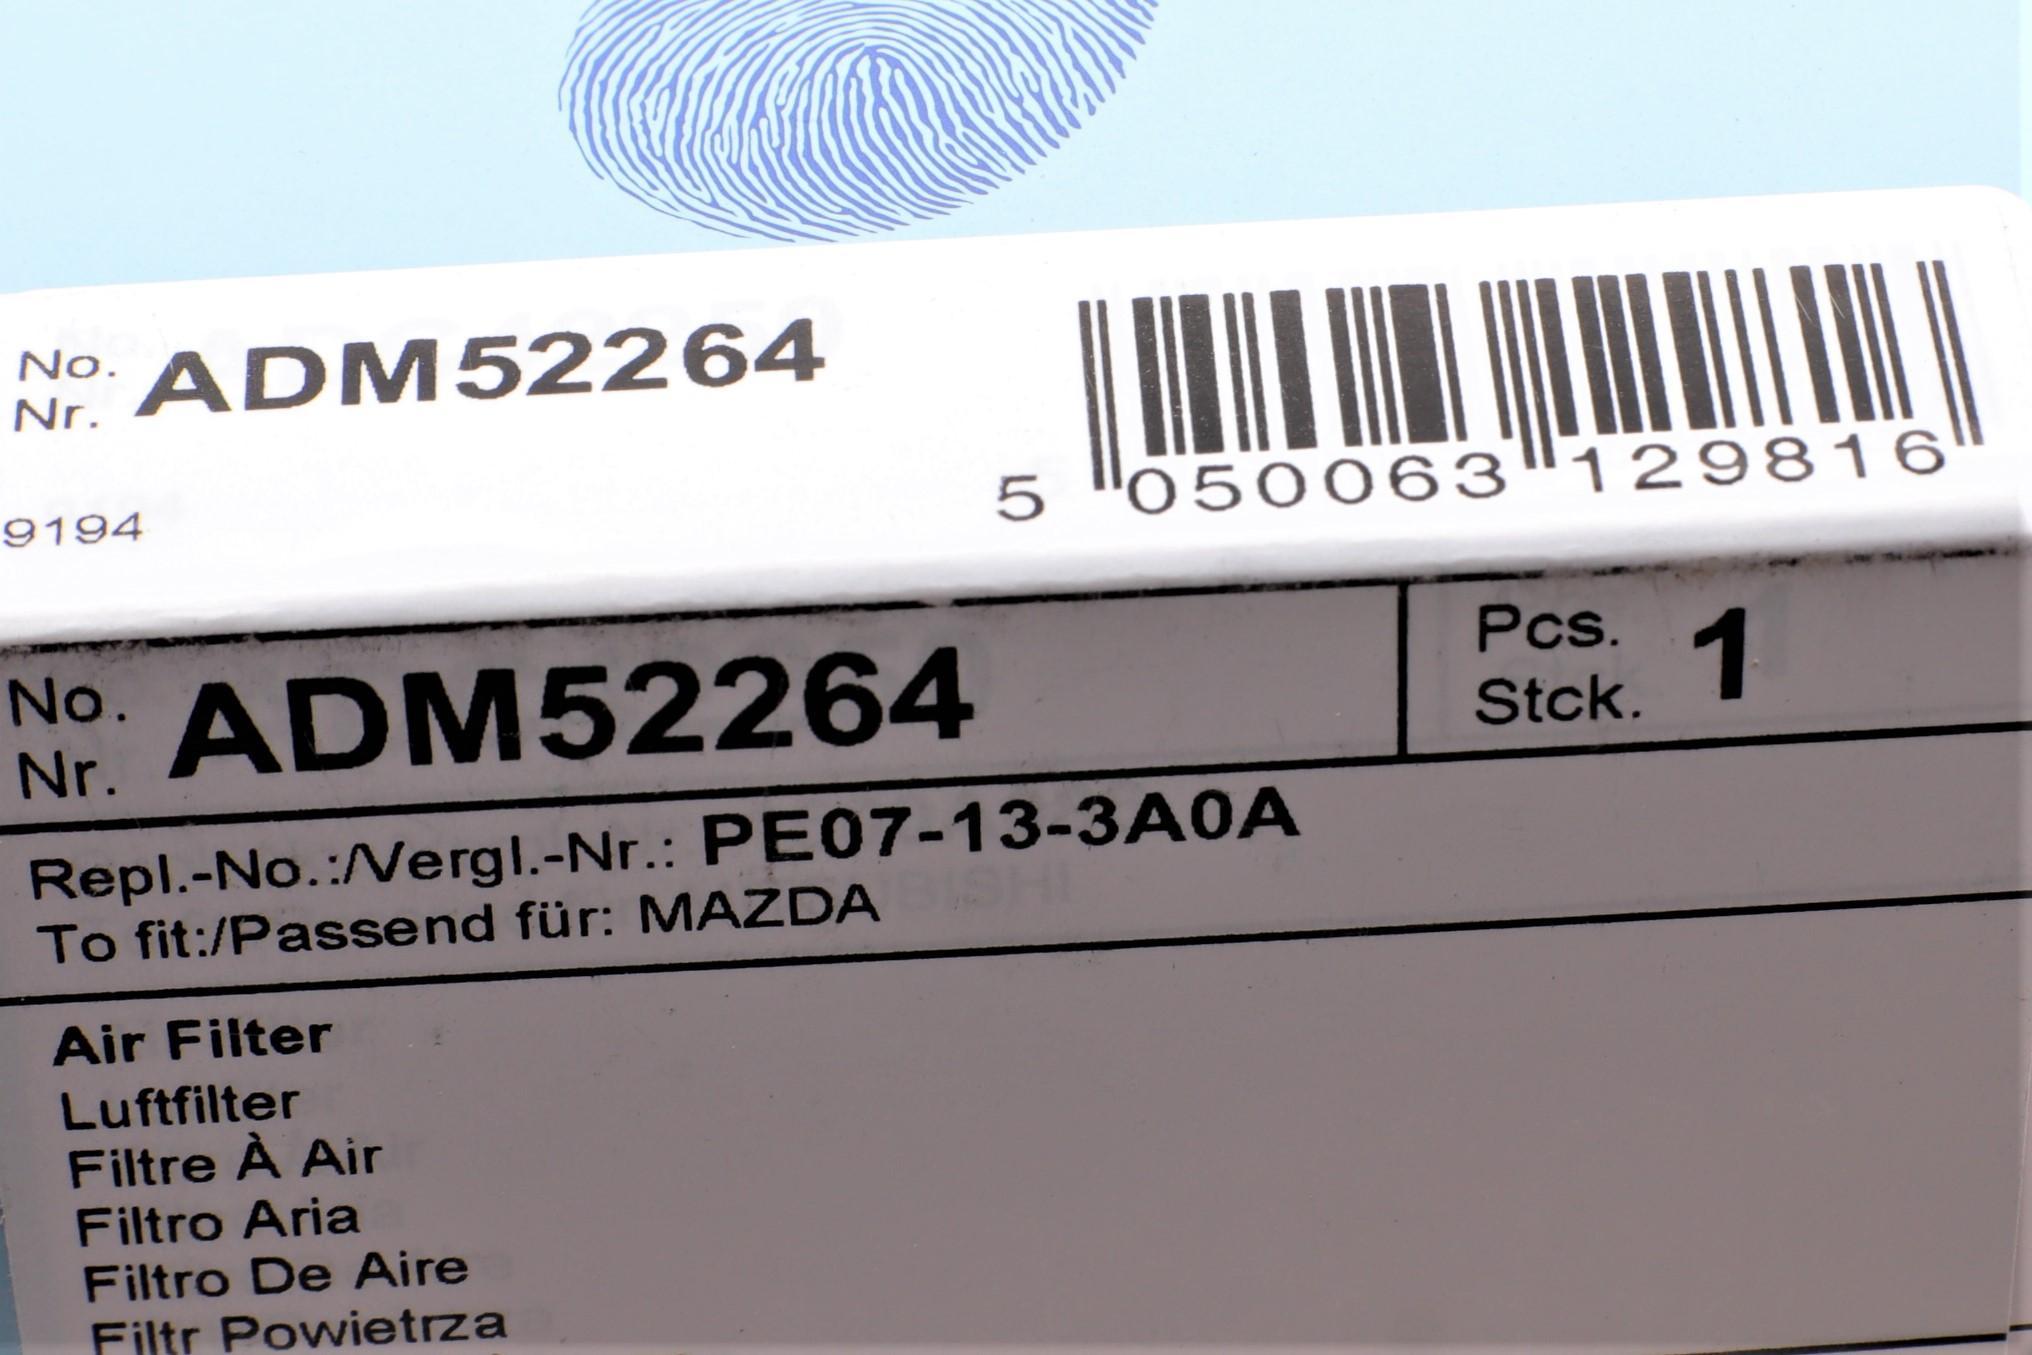 No. ADM52264
Nr.
9194
5 050063 129816
No. ADM52264
Nr.
Pcs. 1
Stck.
Repl.-No.:/Vergl.-Nr.: PE07-13-3A0A
To fit:/Passend für: MAZDA
Air Filter
Luftfilter
Filtre À Air
Filtro Aria
Filtro De Aire
Filtr Powietrza